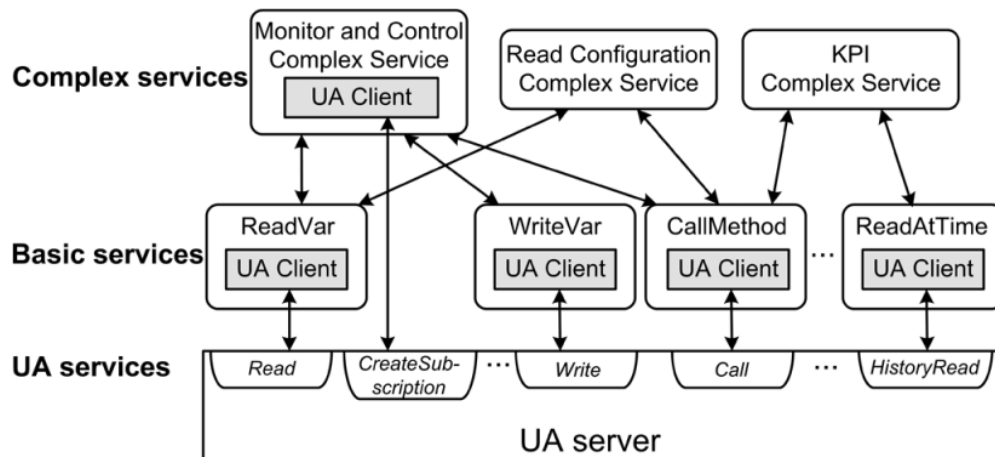 Complex services
Monitor and Control
Complex Service
UA Client
Read Configuration
Complex Service
KPI
Complex Service
Basic services
ReadVar
UA Client
WriteVar
UA Client
CallMethod
UA Client
...
ReadAtTime
UA Client
UA services
Read
CreateSub-
scription
...
Write
Call
...
HistoryRead
UA server